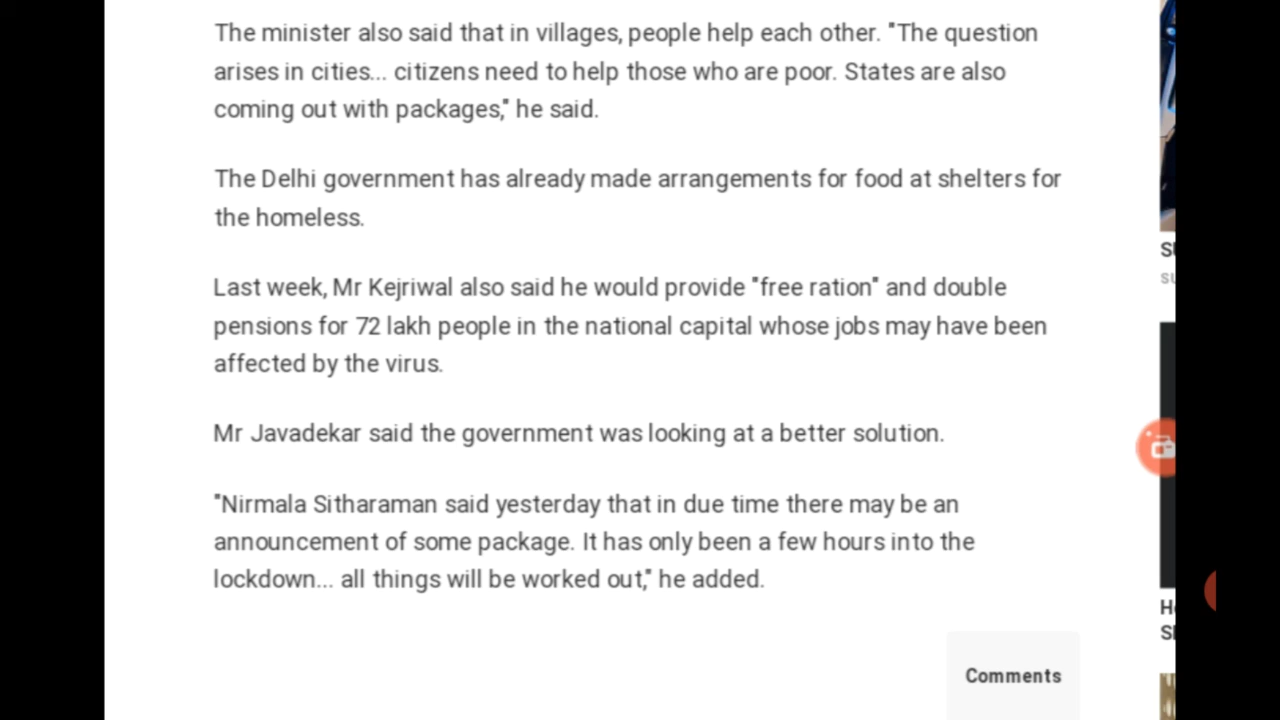 The minister also said that in villages, people help each other. "The question
arises in cities... citizens need to help those who are poor. States are also
coming out with packages," he said.
The Delhi government has already made arrangements for food at shelters for
the homeless.
Last week, Mr Kejriwal also said he would provide "free ration" and double
pensions for 72 lakh people in the national capital whose jobs may have been
affected by the virus.
Mr Javadekar said the government was looking at a better solution.
"Nirmala Sitharaman said yesterday that in due time there may be an
announcement of some package. It has only been a few hours into the
lockdown... all things will be worked out," he added.
Comments